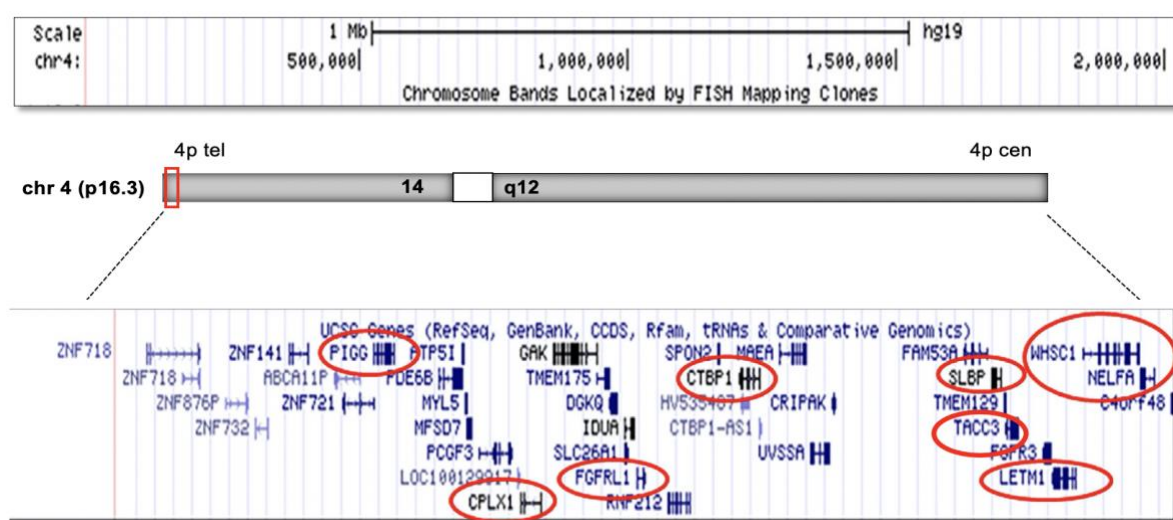 Scale 1 Mb hg19
chr4: 500,000 1,000,000 1,500,000 2,000,000
Chromosome Bands Localized by FISH Mapping Clones
4p tel 4p cen
chr 4 (p16.3) 14 q12
UCSC Genes (RefSeq, GenBank, CCDS, Rfam, tRNAs & Comparative Genomics)
ZNF718 ZNF141 PIGG ATP5I GAK SPON2 MAEA FAM53A WHSC1
ZNF718 ABCA11P PDE6B TMEM175 CTBP1 SLBP NELFA
ZNF876P ZNF721 MYL5 DGKQ CRIPAK TMEM129 C4orf48
ZNF732 MFSD7 IDUA CTBP1-AS1 TACC3
PCGF3 SLC26A1 UVSSA FGFR3
LOC100129917 FGFRL1 LETM1
CPLX1 RNF212